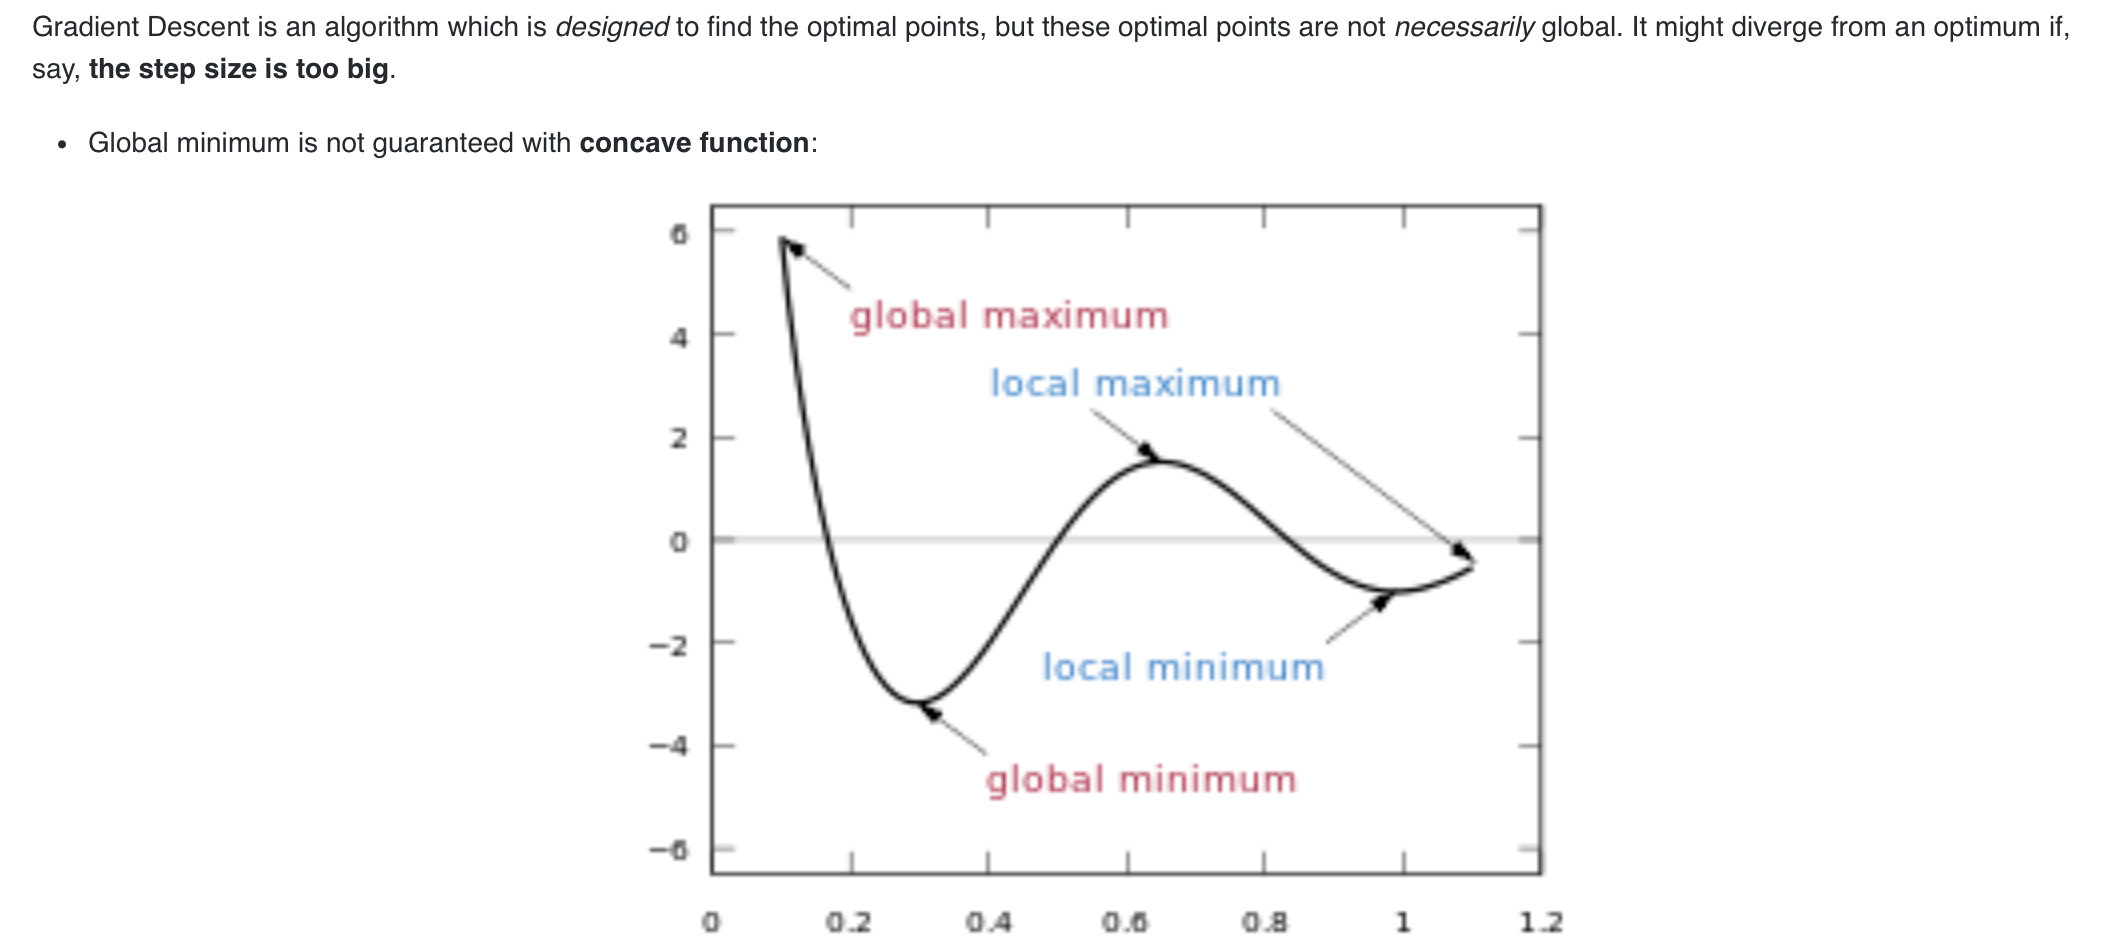 Gradient Descent is an algorithm which is designed to find the optimal points, but these optimal points are not necessarily global. It might diverge from an optimum if,
say, the step size is too big.
• Global minimum is not guaranteed with concave function:
6
global maximum
4
local maximum
2
0
−2
local minimum
−4
global minimum
−6
0 0.2 0.4 0.6 0.8 1 1.2